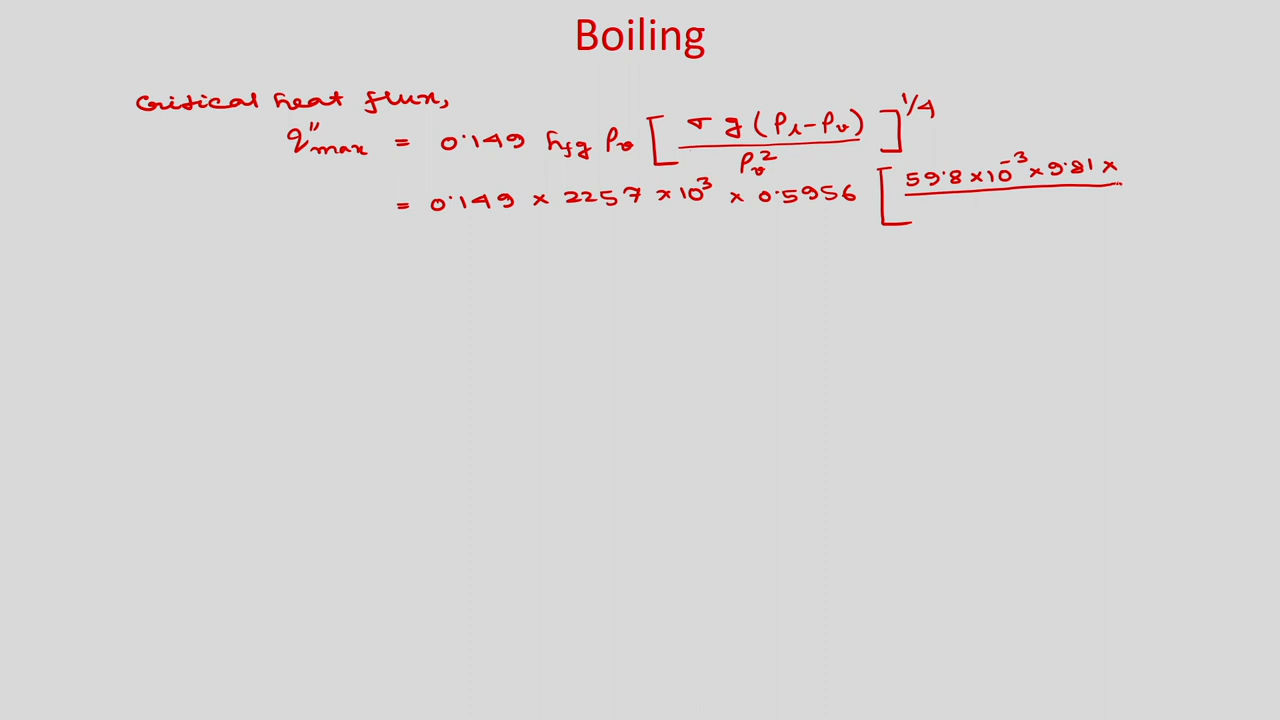 Boiling
Critical heat flux,
q''max = 0.149 hfg ρv [ σ g (ρl - ρv) / ρv² ]^1/4
= 0.149 × 2257 × 10³ × 0.5956 [ 59.8 × 10⁻³ × 9.81 ×